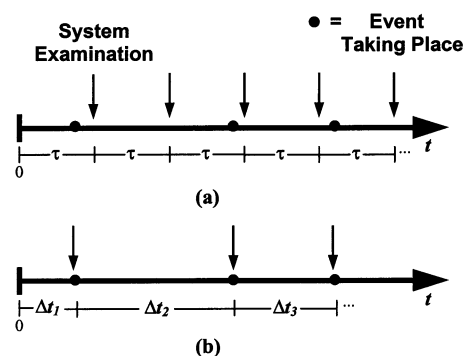 System
Examination
= Event
Taking Place
τ τ τ τ τ ... t
0
(a)
Δt1 Δt2 Δt3 ... t
0
(b)